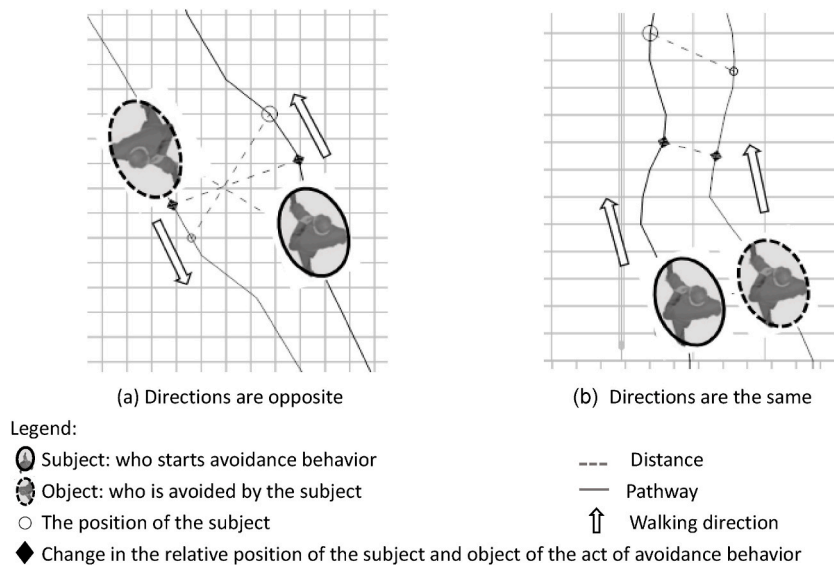 (a) Directions are opposite
(b) Directions are the same
Legend:
Subject: who starts avoidance behavior
Object: who is avoided by the subject
The position of the subject
Change in the relative position of the subject and object of the act of avoidance behavior
Distance
Pathway
Walking direction